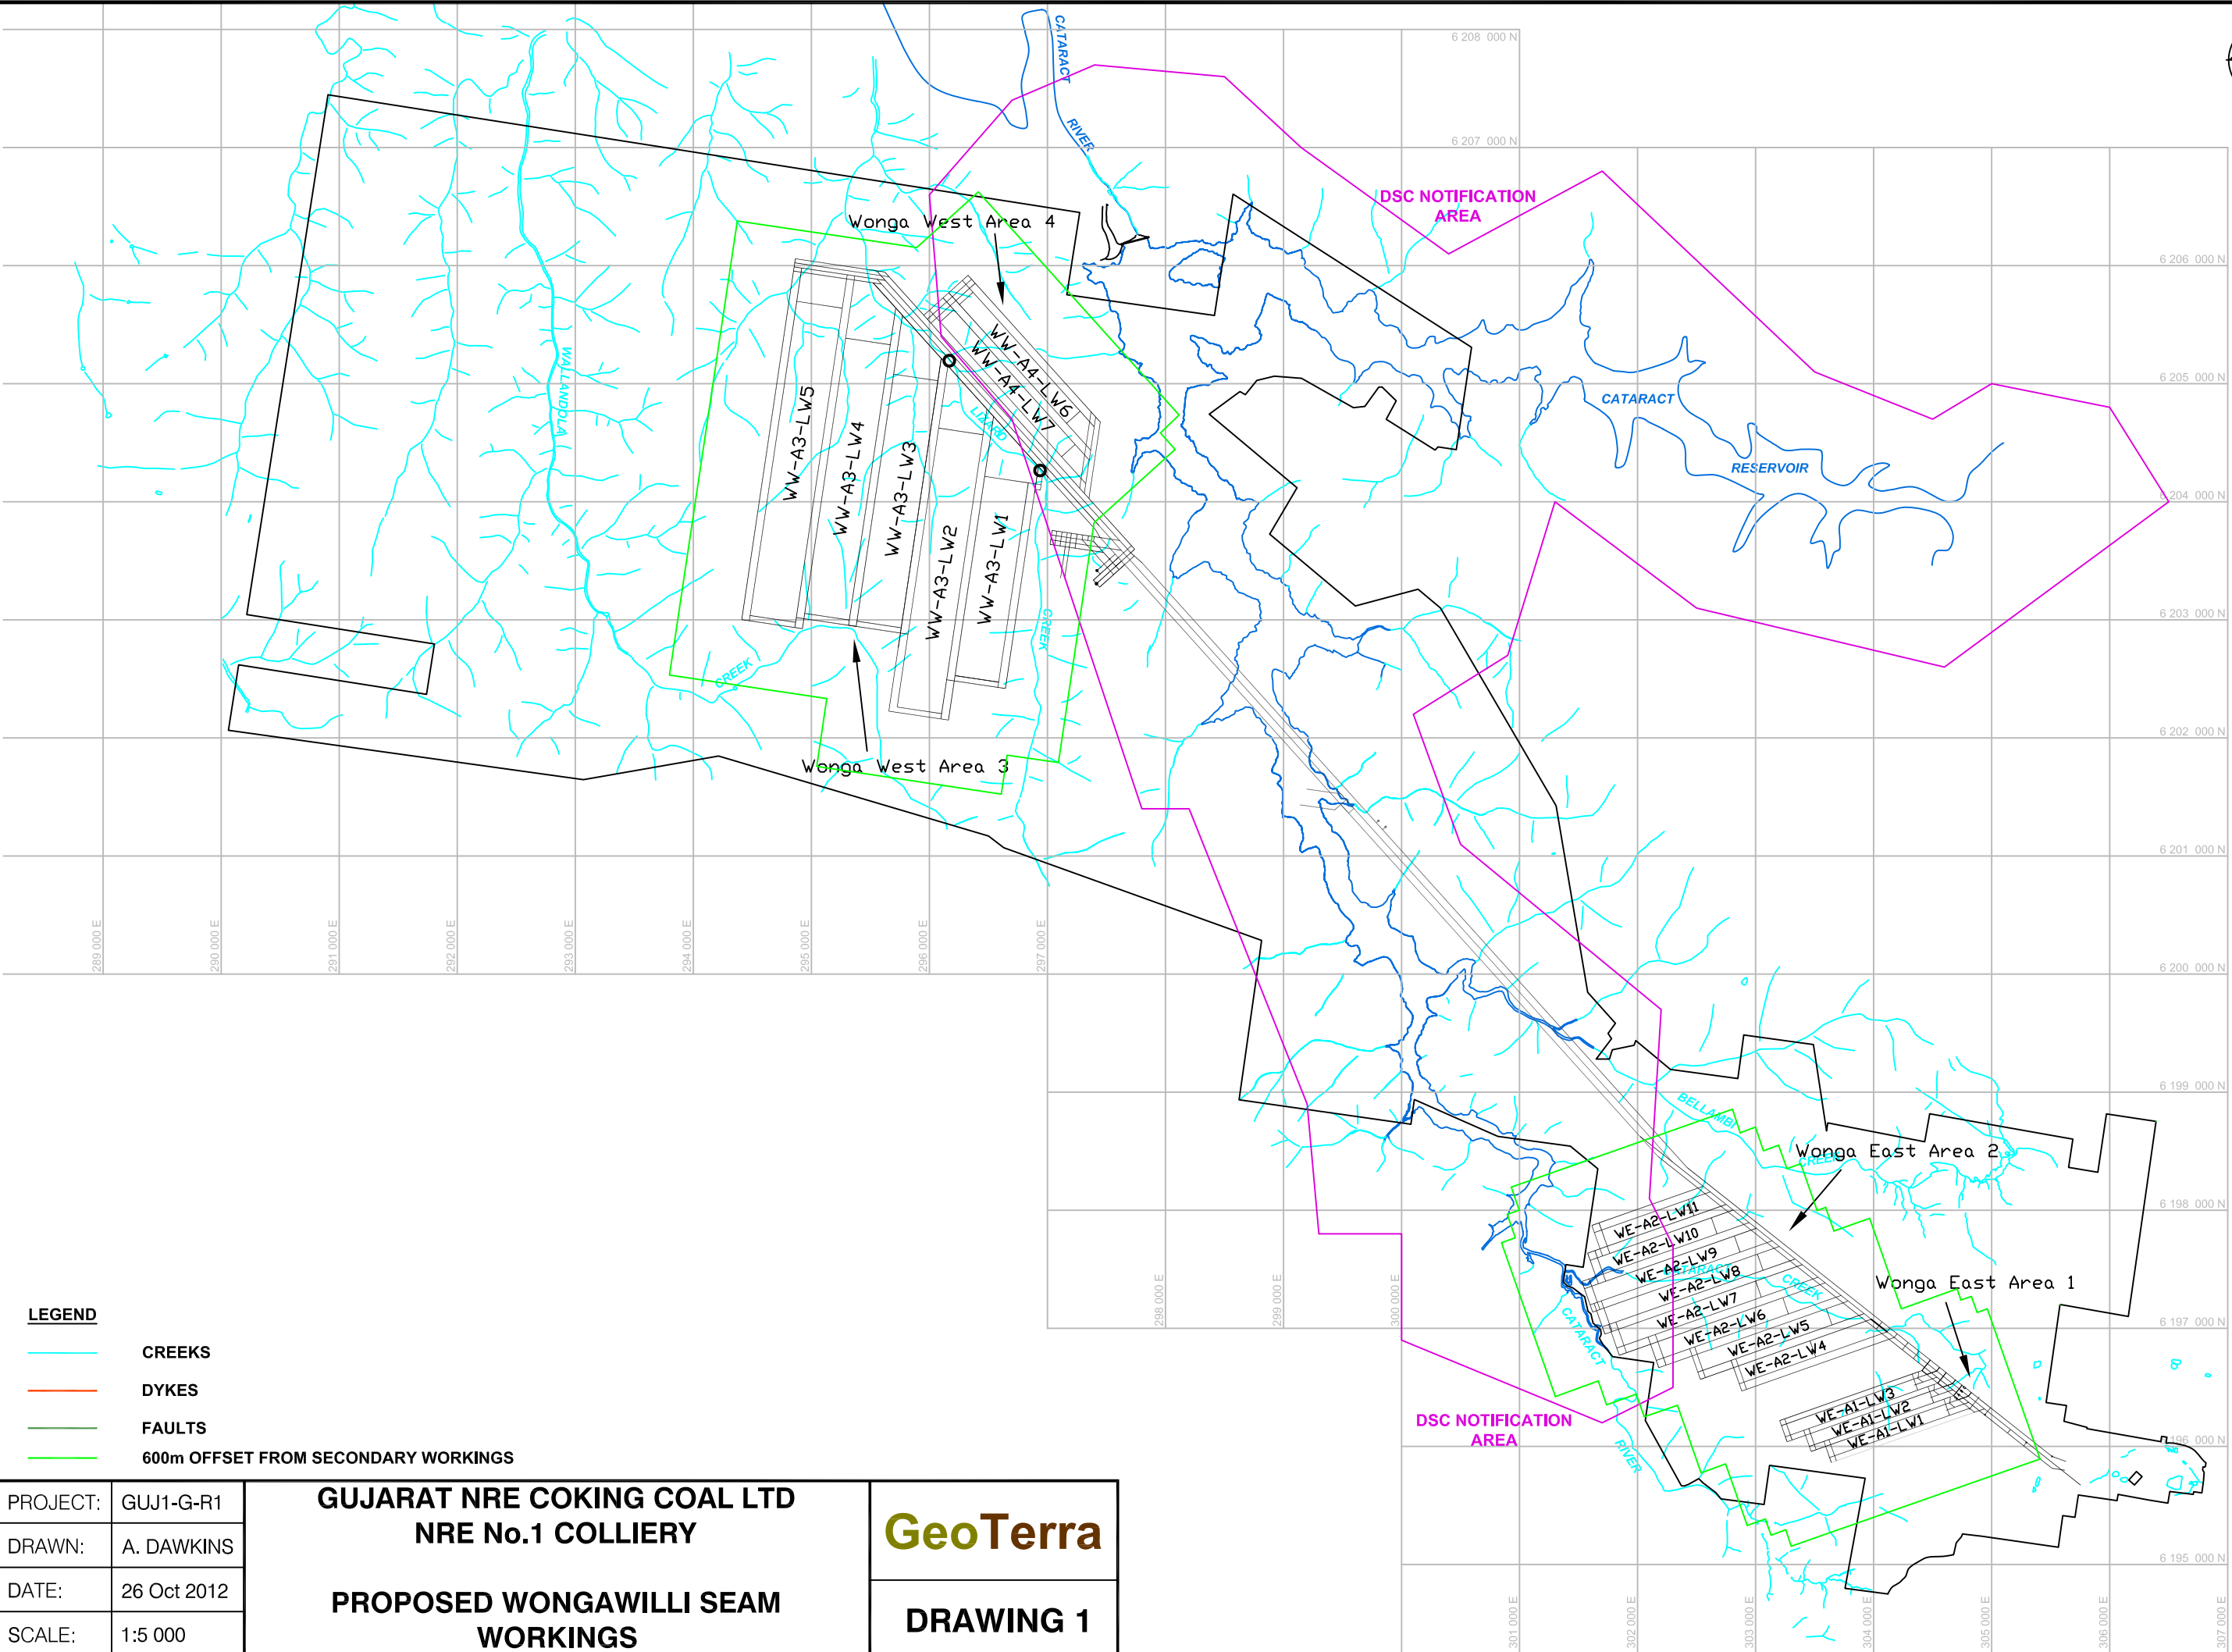 6 208 000 N
CATARACT
RIVER
6 207 000 N
DSC NOTIFICATION
AREA
Wonga West Area 4
6 206 000 N
WALLANDOLA
WW-A4-LW6
WW-A4-LW7
LIZARD
6 205 000 N
CATARACT
RESERVOIR
WW-A3-LW5
WW-A3-LW4
WW-A3-LW3
WW-A3-LW2
WW-A3-LW1
6 204 000 N
CREEK
6 203 000 N
CREEK
6 202 000 N
Wonga West Area 3
6 201 000 N
289 000 E
290 000 E
291 000 E
292 000 E
293 000 E
294 000 E
295 000 E
296 000 E
297 000 E
6 200 000 N
6 199 000 N
BELLAMBI
CREEK
Wonga East Area 2
6 198 000 N
WE-A2-LW11
WE-A2-LW10
WE-A2-LW9
WE-A2-LW8
WE-A2-LW7
WE-A2-LW6
WE-A2-LW5
WE-A2-LW4
CATARACT
CREEK
Wonga East Area 1
298 000 E
299 000 E
300 000 E
6 197 000 N
CATARACT
RIVER
WE-A1-LW3
WE-A1-LW2
WE-A1-LW1
DSC NOTIFICATION
AREA
6 196 000 N
6 195 000 N
301 000 E
302 000 E
303 000 E
304 000 E
305 000 E
306 000 E
307 000 E
LEGEND
CREEKS
DYKES
FAULTS
600m OFFSET FROM SECONDARY WORKINGS
PROJECT: GUJ1-G-R1
DRAWN: A. DAWKINS
DATE: 26 Oct 2012
SCALE: 1:5 000
GUJARAT NRE COKING COAL LTD
NRE No.1 COLLIERY
PROPOSED WONGAWILLI SEAM
WORKINGS
GeoTerra
DRAWING 1